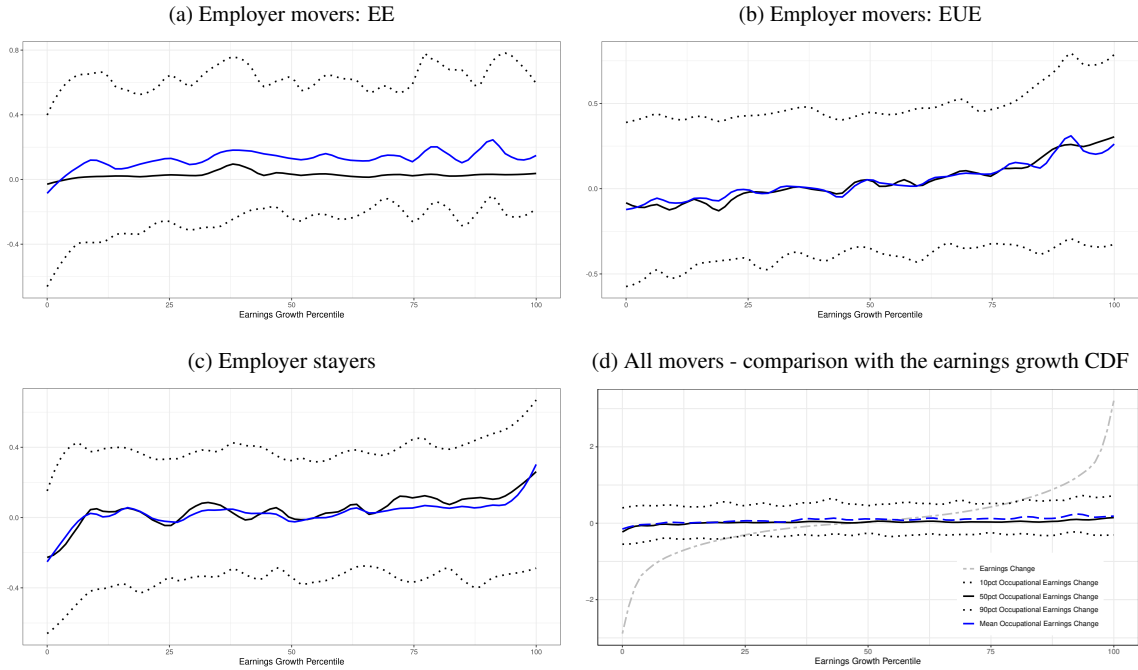 (a) Employer movers: EE
0.8
0.4
0.0
-0.4
0 25 50 75 100
Earnings Growth Percentile
(b) Employer movers: EUE
0.5
0.0
-0.5
0 25 50 75 100
Earnings Growth Percentile
(c) Employer stayers
0.4
0.0
-0.4
0 25 50 75 100
Earnings Growth Percentile
(d) All movers - comparison with the earnings growth CDF
2
0
−2
Earnings Change
10pct Occupational Earnings Change
50pct Occupational Earnings Change
90pct Occupational Earnings Change
Mean Occupational Earnings Change
0 25 50 75 100
Earnings Growth Percentile